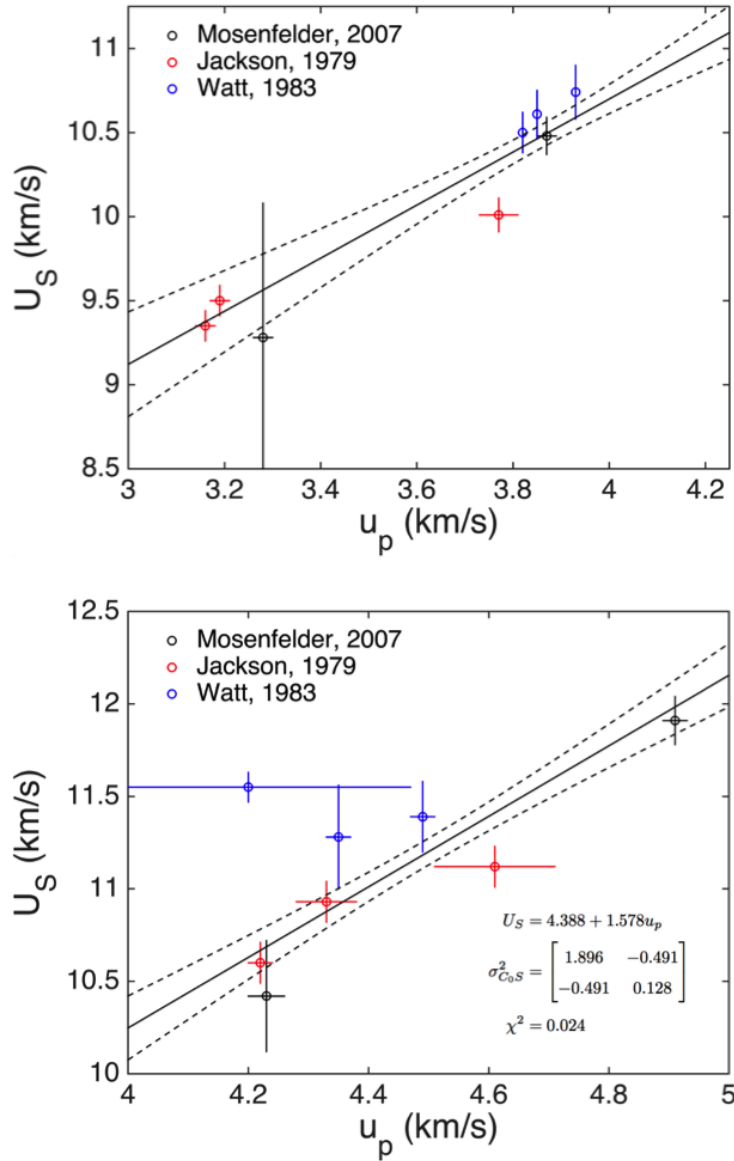 11
10.5
10
9.5
9
8.5
U_S (km/s)
Mosenfelder, 2007
Jackson, 1979
Watt, 1983
3 3.2 3.4 3.6 3.8 4 4.2
u_p (km/s)
12.5
12
11.5
11
10.5
10
U_S (km/s)
Mosenfelder, 2007
Jackson, 1979
Watt, 1983
U_S = 4.388 + 1.578u_p
σ²_{C₀S} = [1.896 −0.491
−0.491 0.128]
χ² = 0.024
4 4.2 4.4 4.6 4.8 5
u_p (km/s)